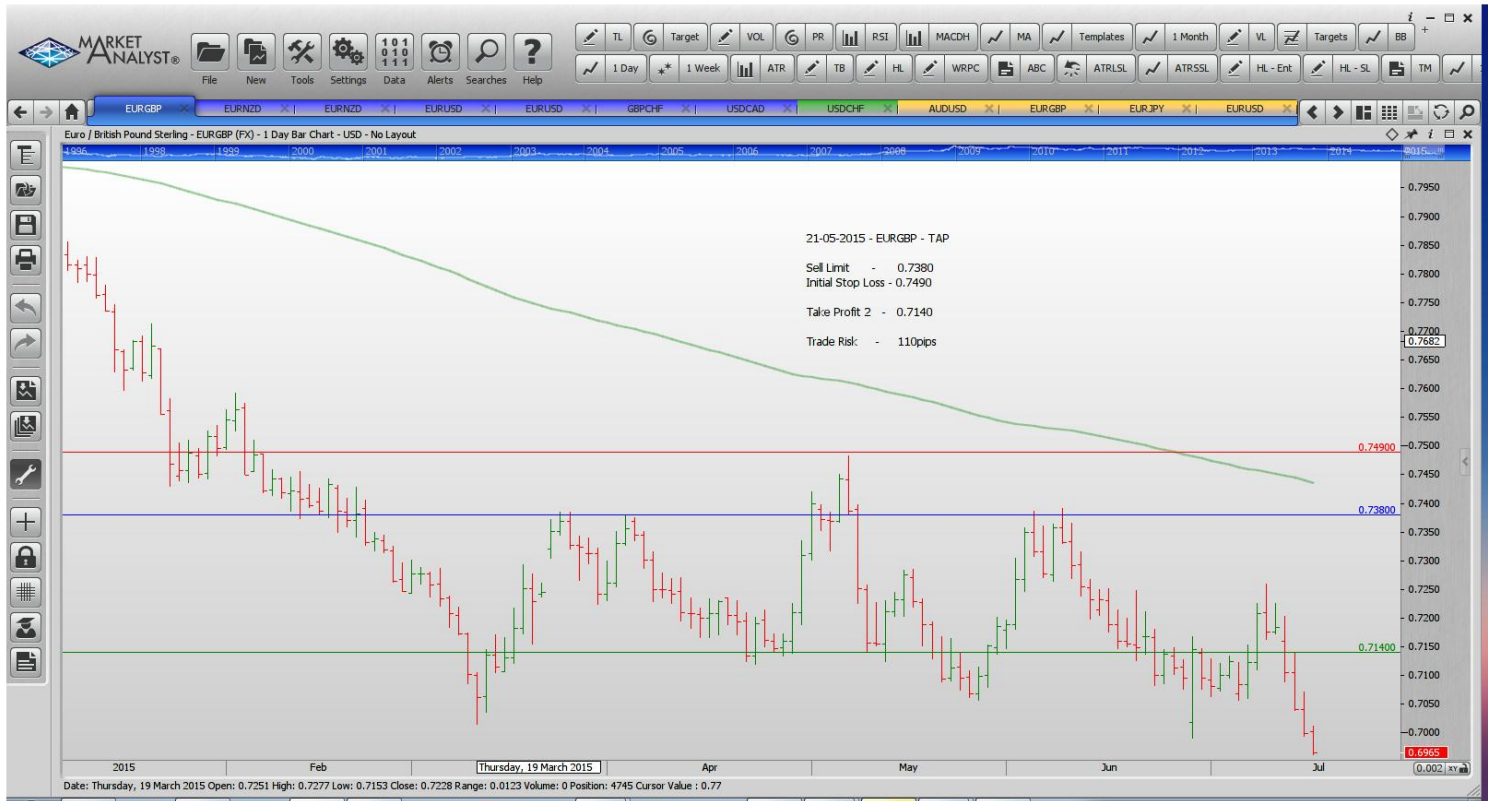 MARKET
ANALYST®
File New Tools Settings Data Alerts Searches Help
TL Target VOL PR RSI MACDH MA Templates 1 Month VL Targets BB
1 Day 1 Week ATR TB HL WRPC ABC ATRLSL ATRSSL HL - Ent HL - SL TM
EURGBP EURNZD EURNZD EURUSD EURUSD GBPCHF USDCAD USDCHF AUDUSD EURGBP EURJPY EURUSD
Euro / British Pound Sterling - EURGBP (FX) - 1 Day Bar Chart - USD - No Layout
1996 1998 1999 2000 2001 2002 2003 2004 2005 2006 2007 2008 2009 2010 2011 2012 2013 2014 2015
0.7950
0.7900
21-05-2015 - EURGBP - TAP
0.7850
Sell Limit - 0.7380
0.7800
Initial Stop Loss - 0.7490
0.7750
Take Profit 2 - 0.7140
0.7700
0.7682
Trade Risk - 110pips
0.7650
0.7600
0.7550
0.7500
0.74900
0.7450
0.7400
0.73800
0.7350
0.7300
0.7250
0.7200
0.7150
0.71400
0.7100
0.7050
0.7000
0.6965
2015 Feb Thursday, 19 March 2015 Apr May Jun Jul
0.002 XY
Date: Thursday, 19 March 2015 Open: 0.7251 High: 0.7277 Low: 0.7153 Close: 0.7228 Range: 0.0123 Volume: 0 Position: 4745 Cursor Value : 0.77